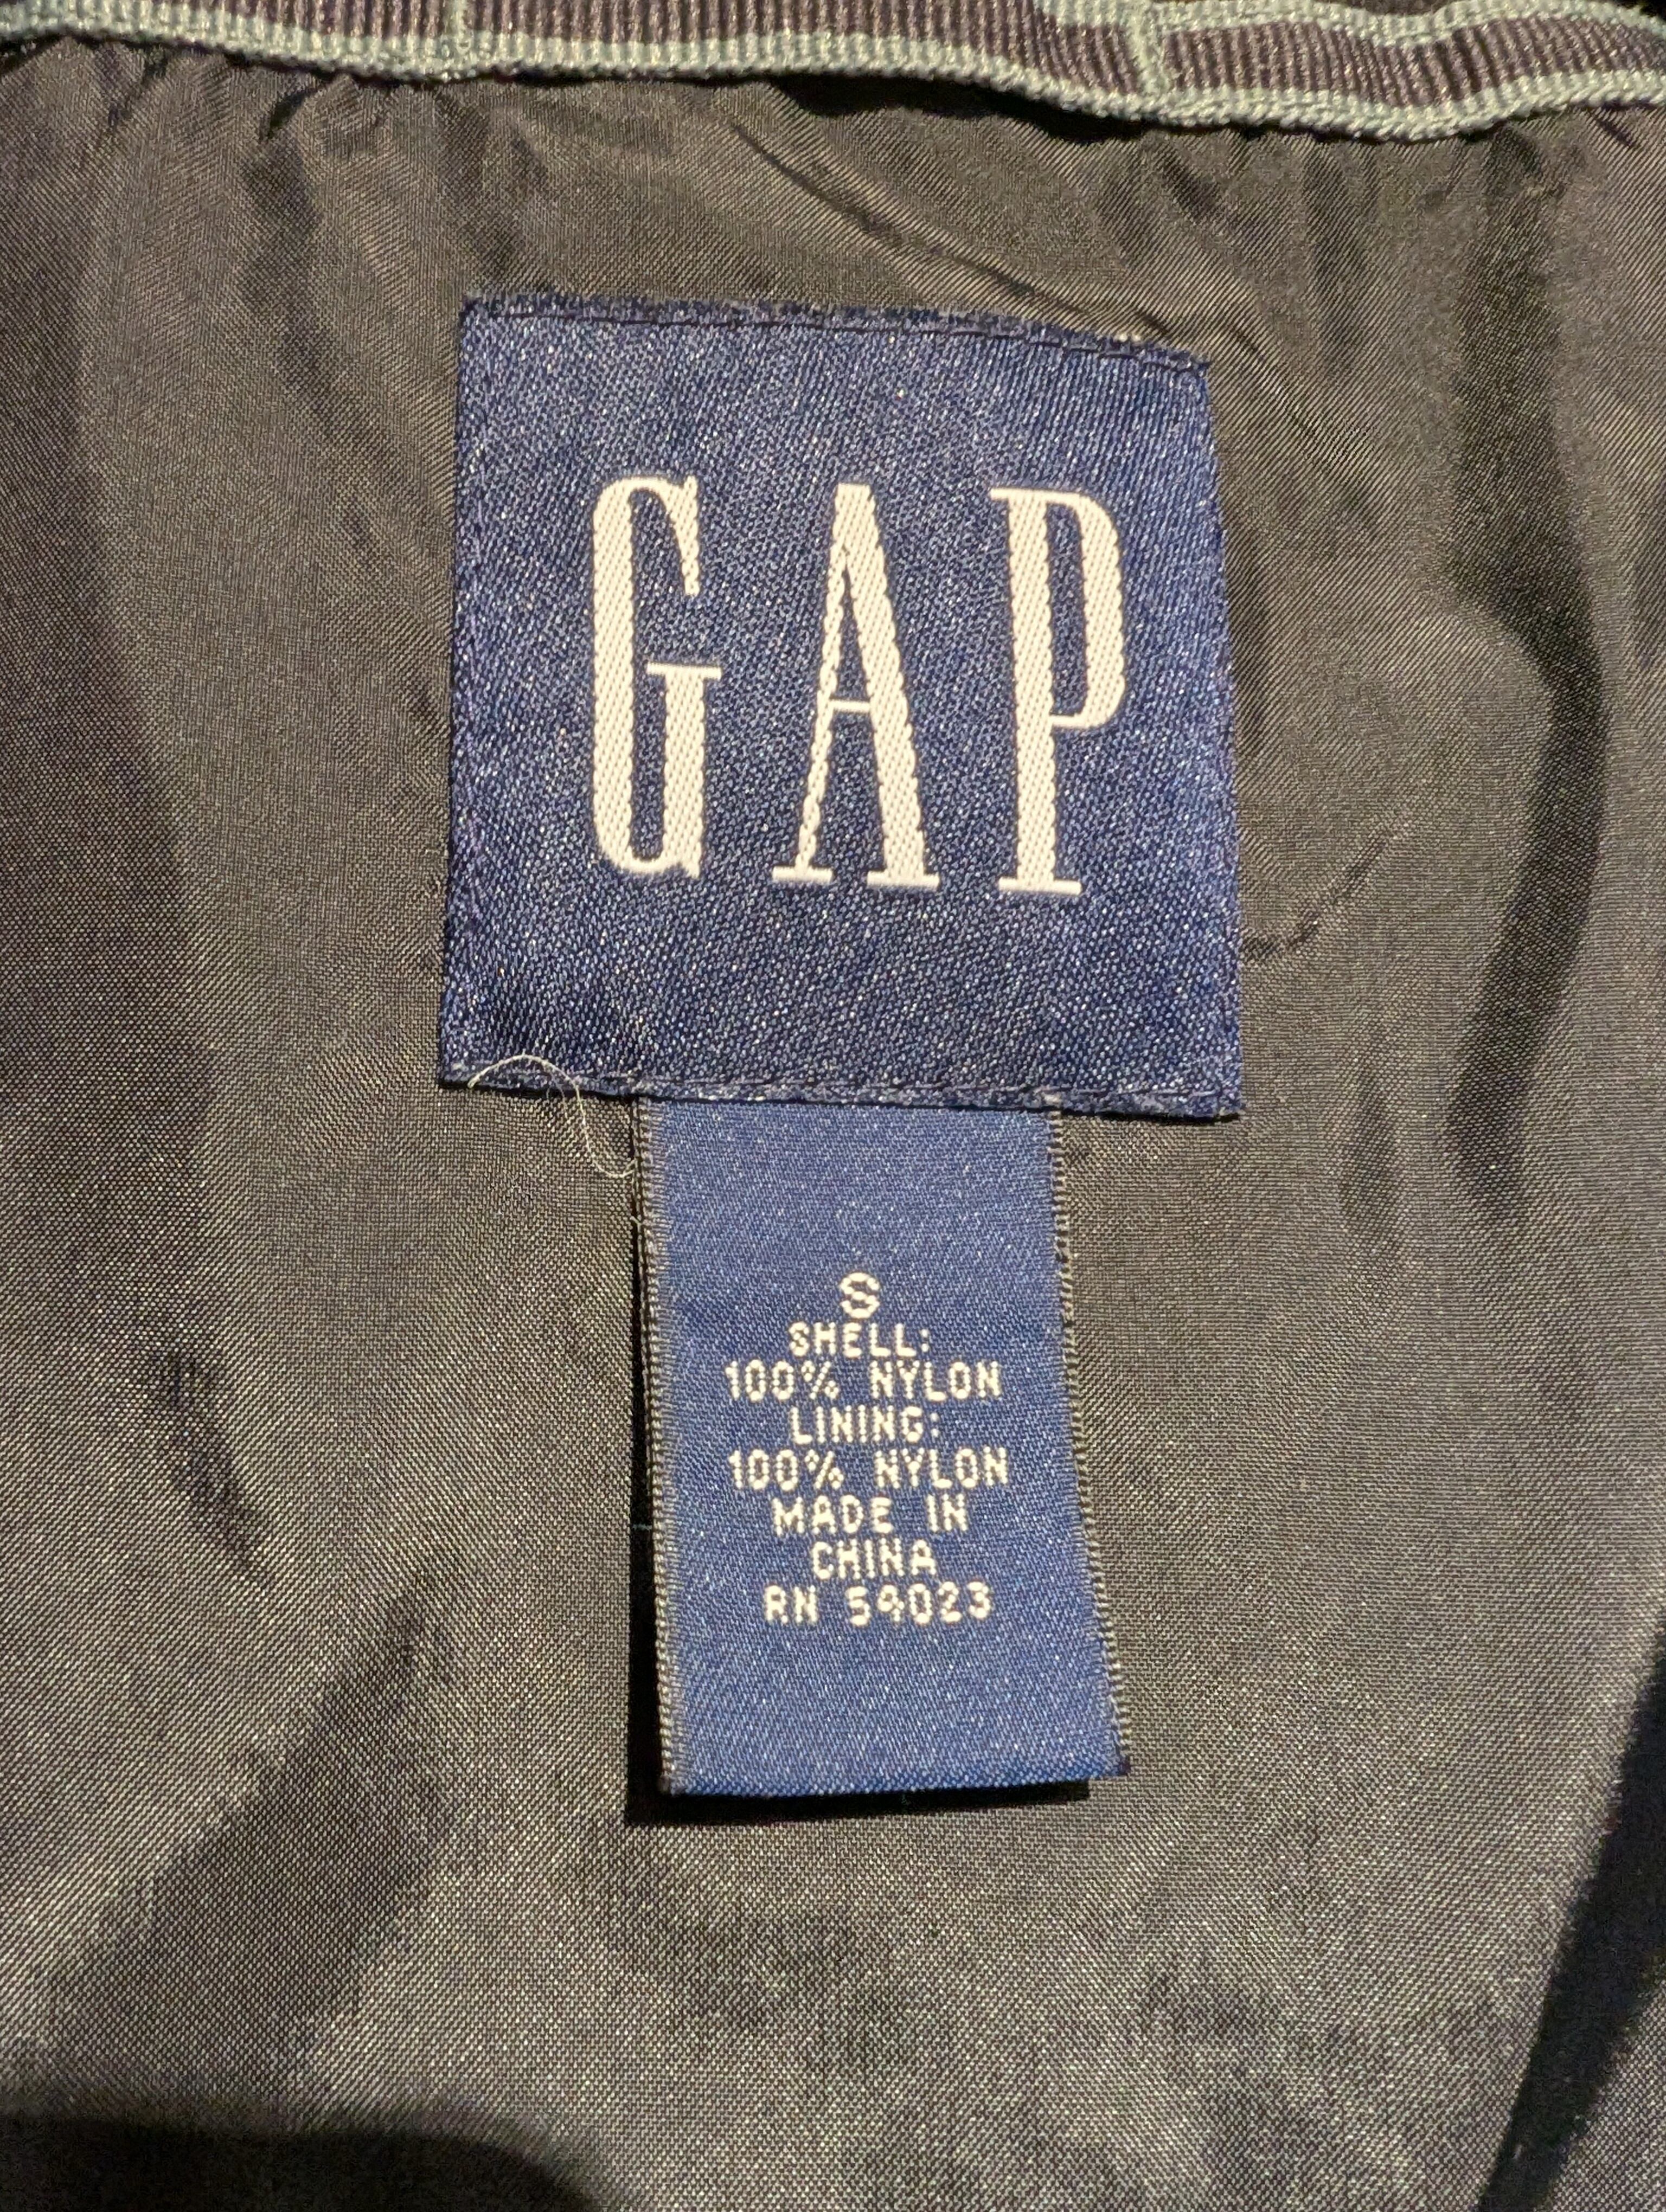 GAP
S
SHELL:
100% NYLON
LINING:
100% NYLON
MADE IN
CHINA
RN 54023